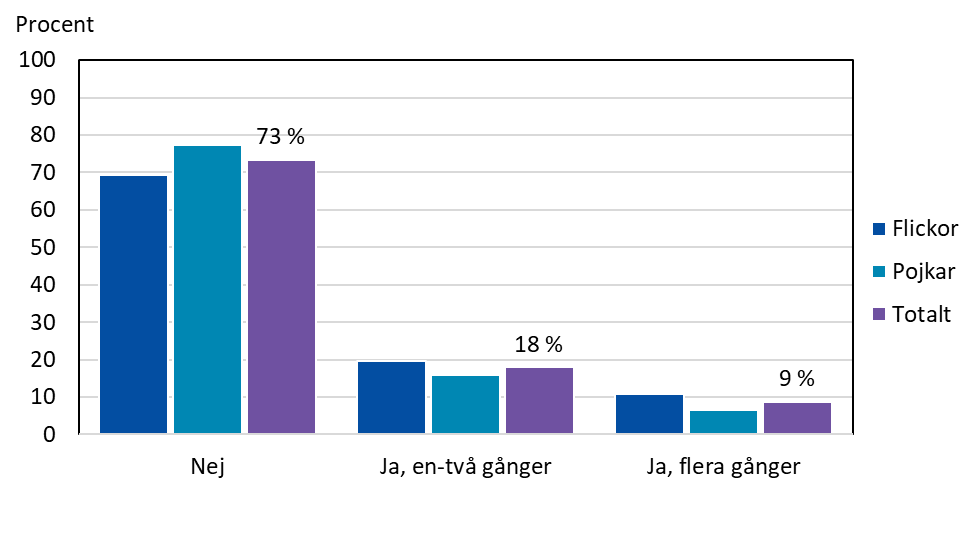 Procent
100
90
80
70
60
50
40
30
20
10
0
73 %
18 %
9 %
Nej
Ja, en-två gånger
Ja, flera gånger
Flickor
Pojkar
Totalt